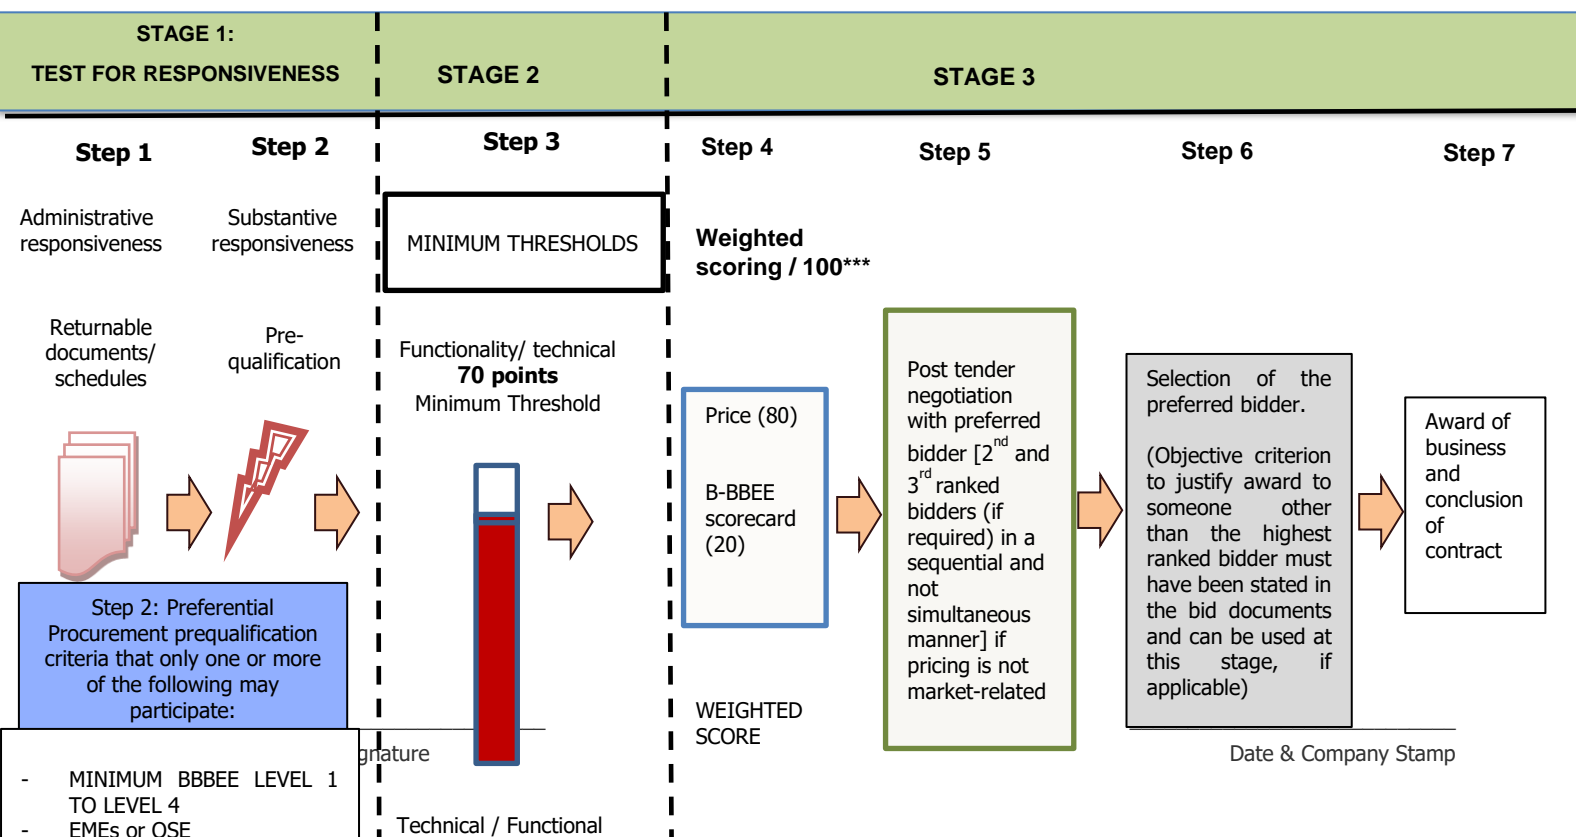 STAGE 1:
TEST FOR RESPONSIVENESS
STAGE 2
STAGE 3
Step 1
Step 2
Step 3
Step 4
Step 5
Step 6
Step 7
Administrative
responsiveness
Substantive
responsiveness
MINIMUM THRESHOLDS
Weighted
scoring / 100***
Returnable
documents/
schedules
Pre-
qualification
Functionality/ technical
70 points
Minimum Threshold
Price (80)
B-BBEE
scorecard
(20)
Post tender
negotiation
with preferred
bidder [2nd and
3rd ranked
bidders (if
required) in a
sequential and
not
simultaneous
manner] if
pricing is not
market-related
Selection of the
preferred bidder.
(Objective criterion
to justify award to
someone other
than the highest
ranked bidder must
have been stated in
the bid documents
and can be used at
this stage, if
applicable)
Award of
business
and
conclusion
of
contract
Step 2: Preferential
Procurement prequalification
criteria that only one or more
of the following may
participate:
WEIGHTED
SCORE
gnature
Date & Company Stamp
- MINIMUM BBBEE LEVEL 1
TO LEVEL 4
- EMEs or QSE
Technical / Functional